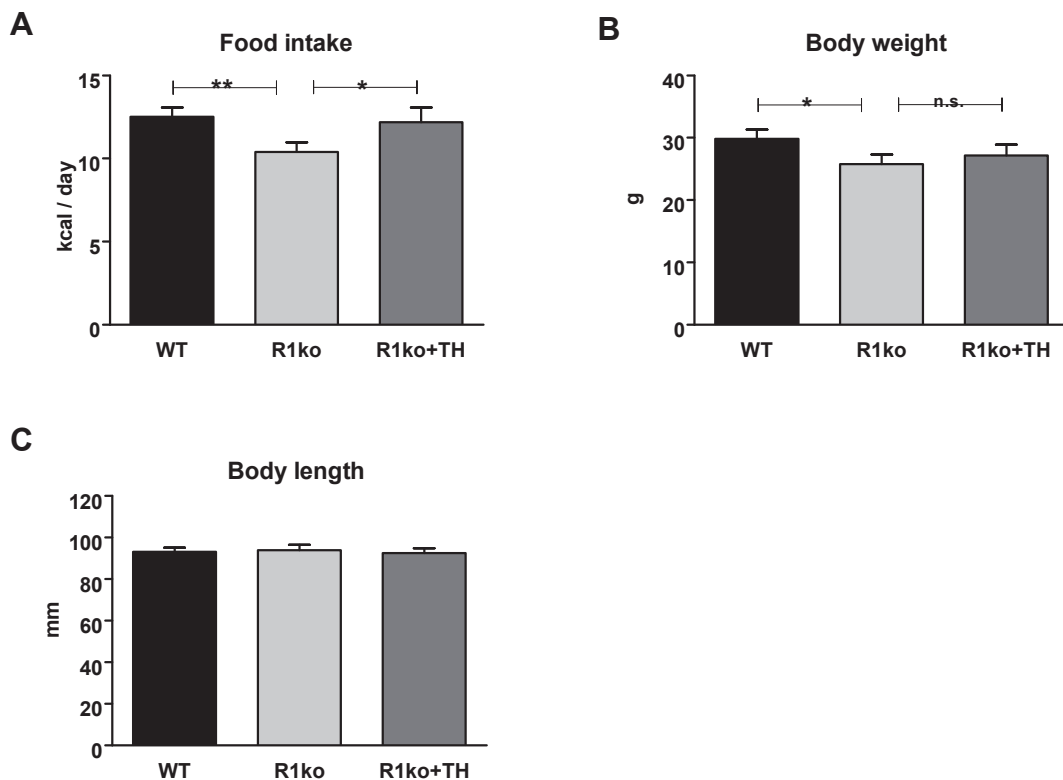 A
Food intake
15
10
5
0
kcal / day
**
*
WT
R1ko
R1ko+TH
B
Body weight
40
30
20
10
0
g
*
n.s.
WT
R1ko
R1ko+TH
C
Body length
120
100
80
60
40
20
0
mm
WT
R1ko
R1ko+TH